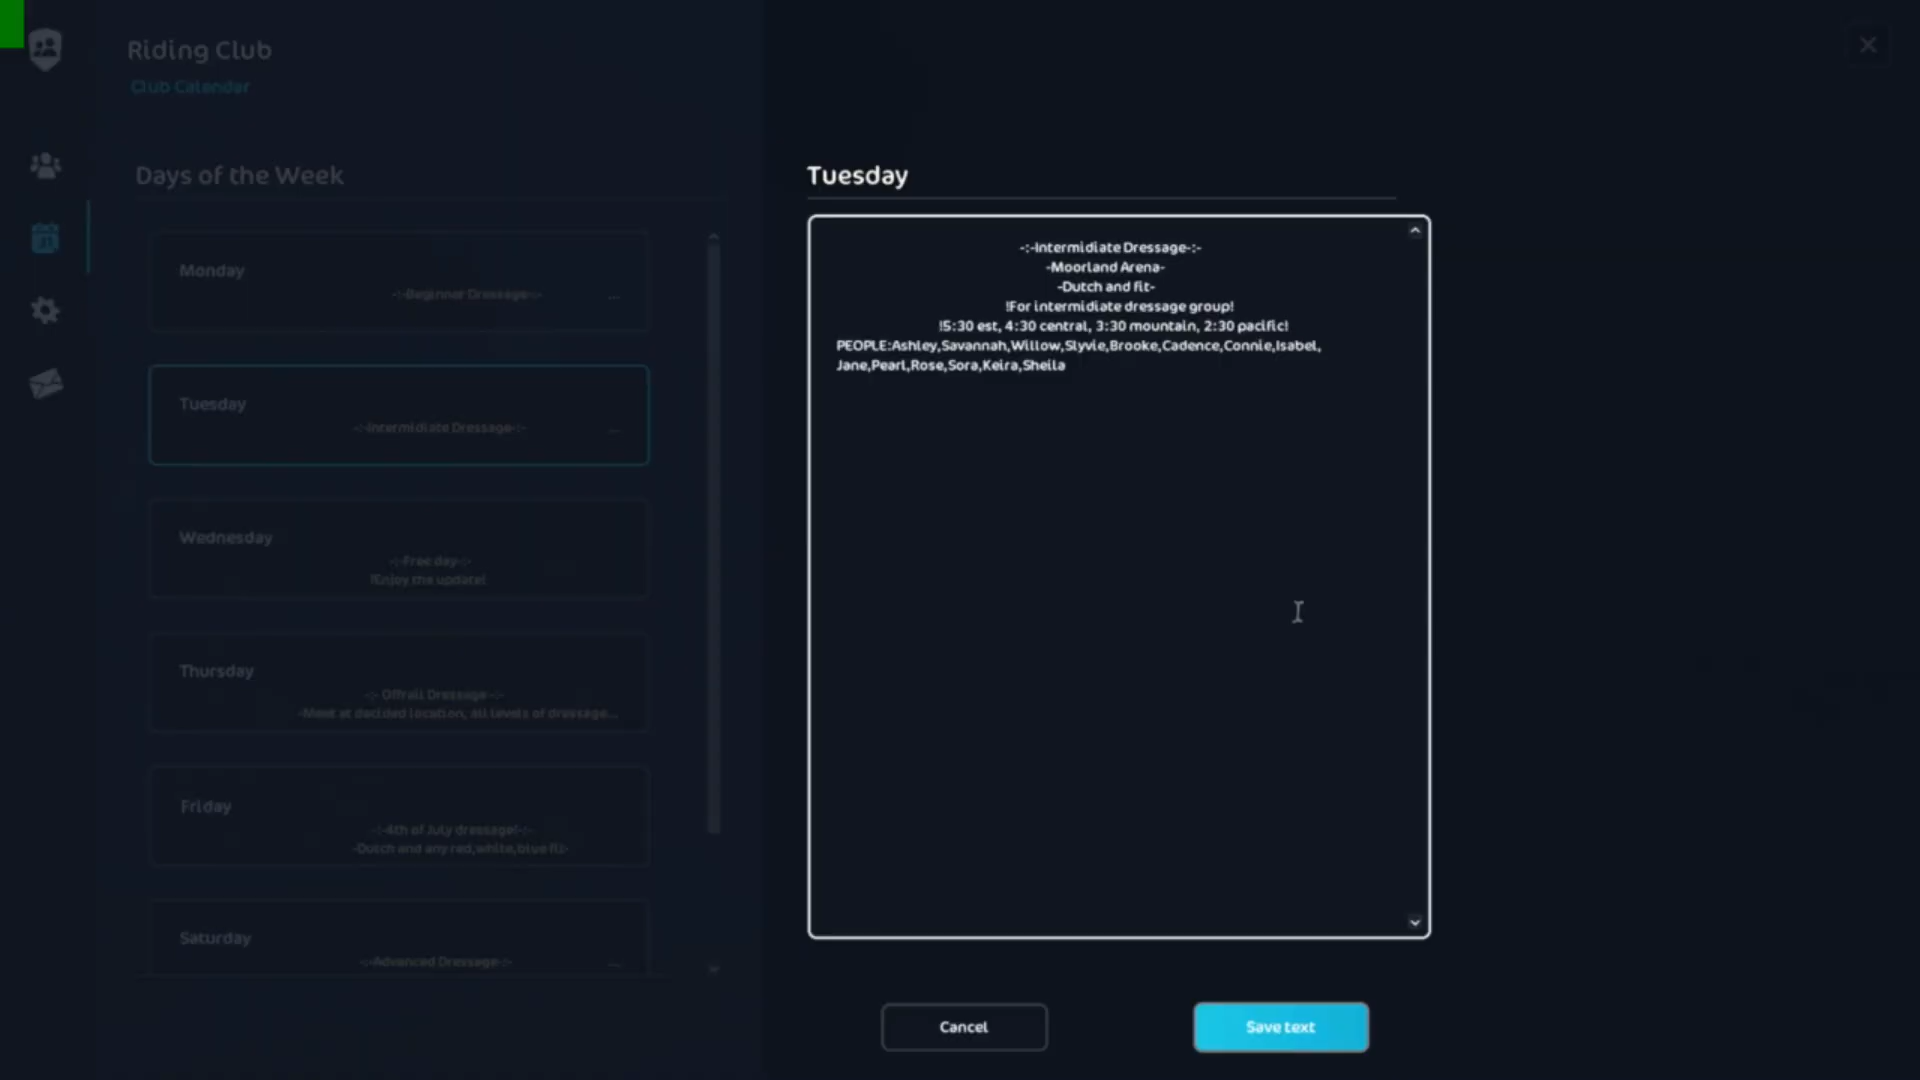 Riding Club
Club Calendar
Days of the Week
Monday
-:-Beginner Dressage-:-
...
Tuesday
-:-Intermidiate Dressage-:-
...
Wednesday
-:-Free day-:-
!Enjoy the update!
Thursday
-:- Offrail Dressage -:-
-Meet at decided location, all levels of dressage...
Friday
-:-4th of July dressage!-:-
-Dutch and any red,white,blue fit-
Saturday
-:-Advanced Dressage-:-
...
Tuesday
-:-Intermidiate Dressage-:-
-Moorland Arena-
-Dutch and fit-
!For intermidiate dressage group!
!5:30 est, 4:30 central, 3:30 mountain, 2:30 pacific!
PEOPLE:Ashley,Savannah,Willow,Slyvie,Brooke,Cadence,Connie,Isabel,
Jane,Pearl,Rose,Sora,Keira,Sheila
Cancel
Save text